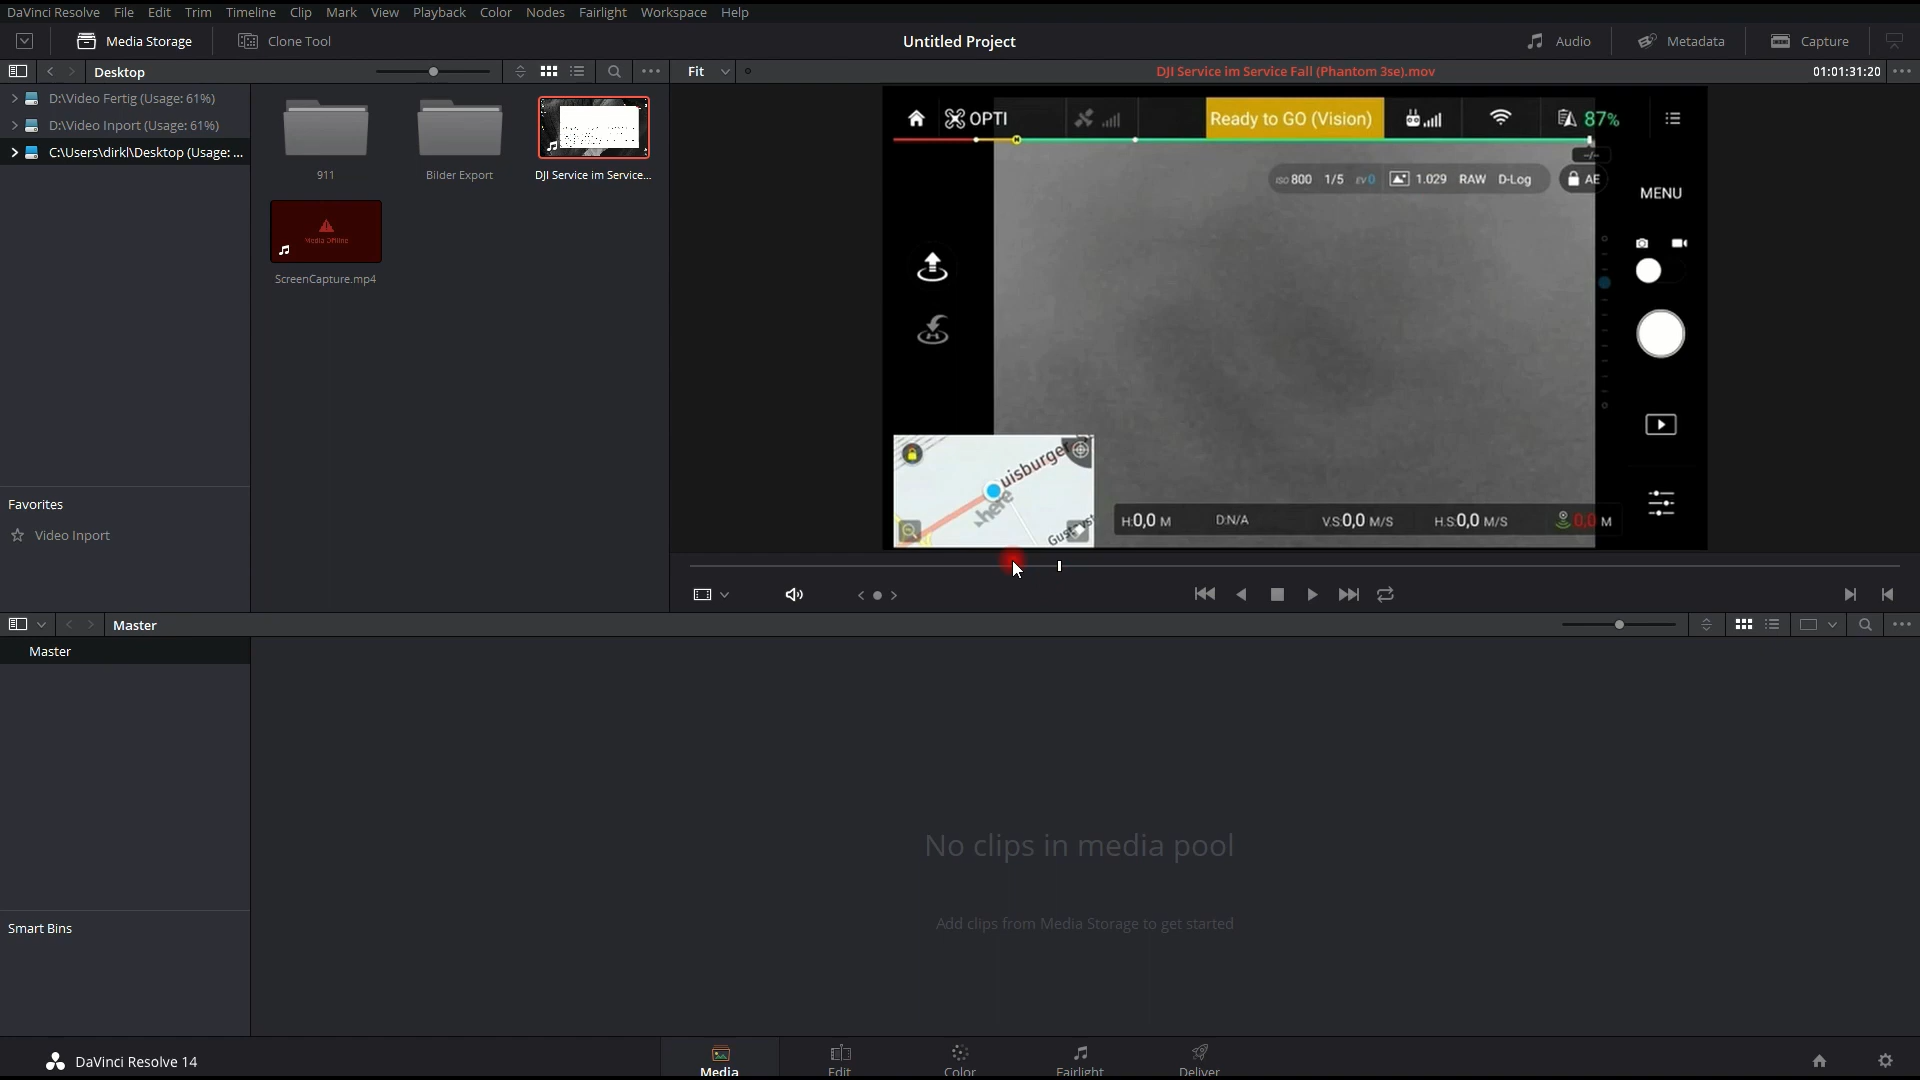 DaVinci Resolve File Edit Trim Timeline Clip Mark View Playback Color Nodes Fairlight Workspace Help
Media Storage Clone Tool Untitled Project Audio Metadata Capture
Desktop Fit DJI Service im Service Fall (Phantom 3se).mov 01:01:31:20
D:\Video Fertig (Usage: 61%)
D:\Video Inport (Usage: 61%)
C:\Users\dirkl\Desktop (Usage: ...
911 Bilder Export DJI Service im Service...
Media Offline
ScreenCapture.mp4
OPTI Ready to GO (Vision) 87%
H
-/--
ISO 800 1/5 EV 0 1.029 RAW D-Log AE
MENU
uisburger
here
Gust
H:0,0 M D:N/A V.S:0,0 M/S H.S:0,0 M/S 0,0 M
Favorites
Video Inport
Master
Master
No clips in media pool
Add clips from Media Storage to get started
Smart Bins
DaVinci Resolve 14 Media Edit Color Fairlight Deliver